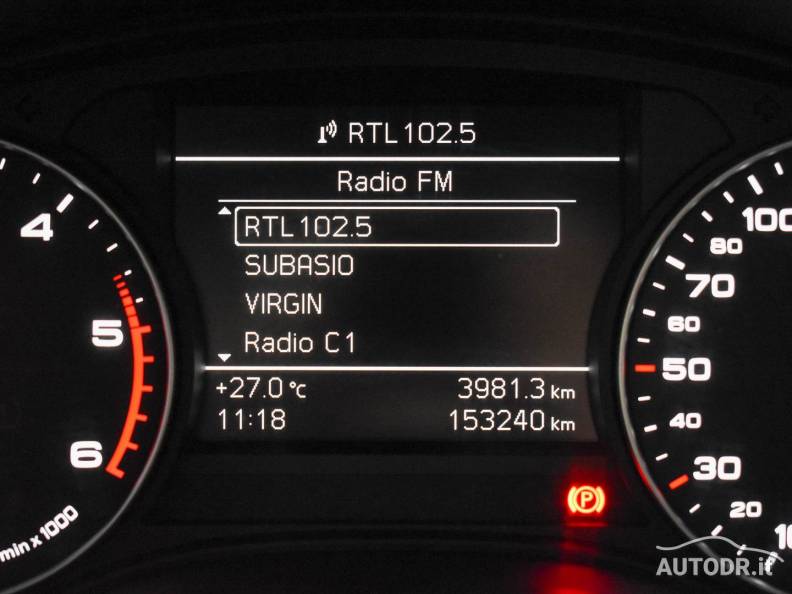 RTL102.5
Radio FM
RTL102.5
SUBASIO
VIRGIN
Radio C1
+27.0 °C 3981.3 km
11:18 153240 km
4
5
6
min x 1000
100
80
70
60
50
40
30
20
10
P
AUTODR.it